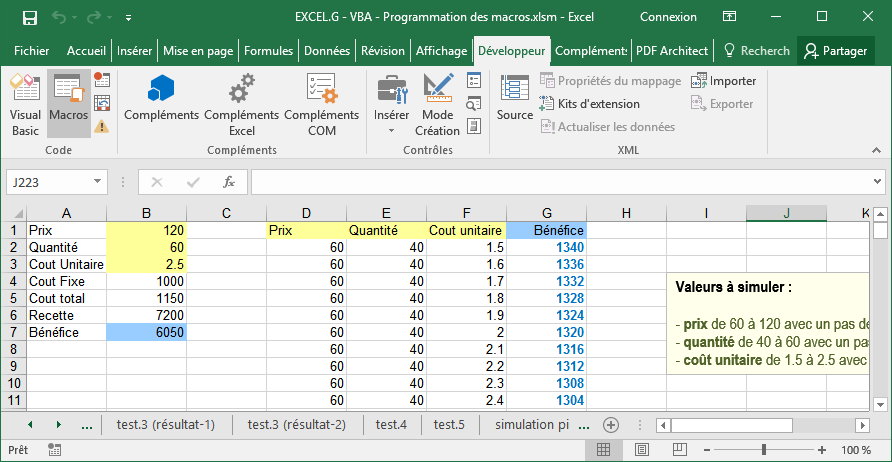 EXCEL.G - VBA - Programmation des macros.xlsm - Excel Connexion
Fichier Accueil Insérer Mise en page Formules Données Révision Affichage Développeur Compléments PDF Architect Recherch Partager
Visual Basic Macros Compléments Compléments Excel Compléments COM Insérer Mode Création Source Propriétés du mappage Importer
Kits d'extension Exporter
Actualiser les données
Code Compléments Contrôles XML
J223 fx
A B C D E F G H I J K
1 Prix 120 Prix Quantité Cout unitaire Bénéfice
2 Quantité 60 60 40 1.5 1340
3 Cout Unitaire 2.5 60 40 1.6 1336
4 Cout Fixe 1000 60 40 1.7 1332
5 Cout total 1150 60 40 1.8 1328
6 Recette 7200 60 40 1.9 1324
7 Bénéfice 6050 60 40 2 1320
8 60 40 2.1 1316
9 60 40 2.2 1312
10 60 40 2.3 1308
11 60 40 2.4 1304
Valeurs à simuler :
- prix de 60 à 120 avec un pas de
- quantité de 40 à 60 avec un pa
- coût unitaire de 1.5 à 2.5 avec
... test.3 (résultat-1) test.3 (résultat-2) test.4 test.5 simulation pi ...
Prêt 100 %